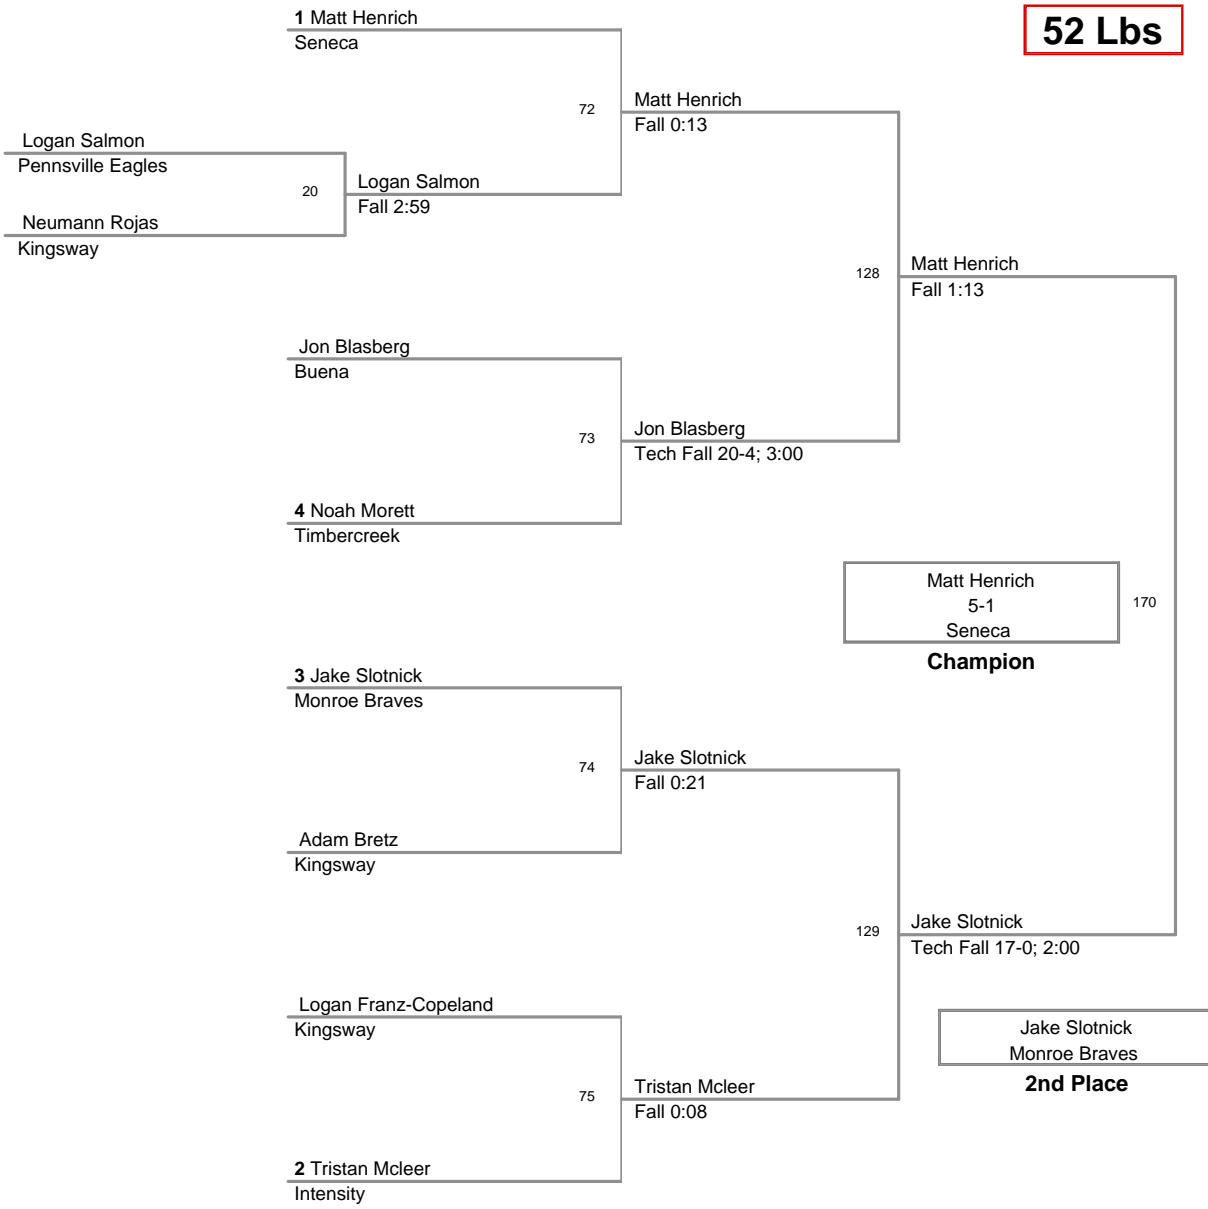 1 Matt Henrich
Seneca
52 Lbs
72
Matt Henrich
Fall 0:13
Logan Salmon
Pennsville Eagles
20
Logan Salmon
Fall 2:59
Neumann Rojas
Kingsway
128
Matt Henrich
Fall 1:13
Jon Blasberg
Buena
73
Jon Blasberg
Tech Fall 20-4; 3:00
4 Noah Morett
Timbercreek
Matt Henrich
5-1
Seneca
Champion
170
3 Jake Slotnick
Monroe Braves
74
Jake Slotnick
Fall 0:21
Adam Bretz
Kingsway
129
Jake Slotnick
Tech Fall 17-0; 2:00
Logan Franz-Copeland
Kingsway
Jake Slotnick
Monroe Braves
2nd Place
75
Tristan Mcleer
Fall 0:08
2 Tristan Mcleer
Intensity